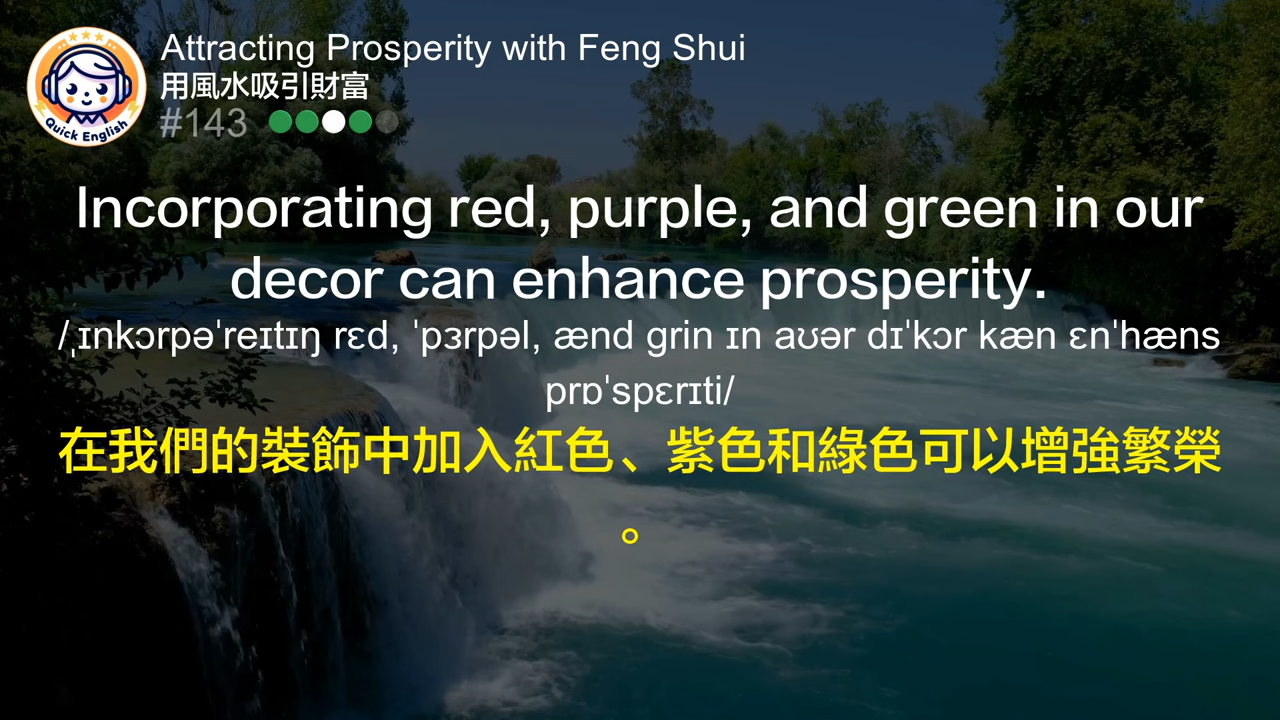 Attracting Prosperity with Feng Shui
用風水吸引財富
#143
Quick English
Incorporating red, purple, and green in our
decor can enhance prosperity.
/ˌɪnkɔrpəˈreɪtɪŋ rɛd, ˈpɜrpəl, ænd grin ɪn aʊər dɪˈkɔr kæn ɛnˈhæns
prɒˈspɛrɪti/
在我們的裝飾中加入紅色、紫色和綠色可以增強繁榮
。